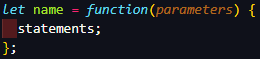 let name = function(parameters) {
  statements;
};